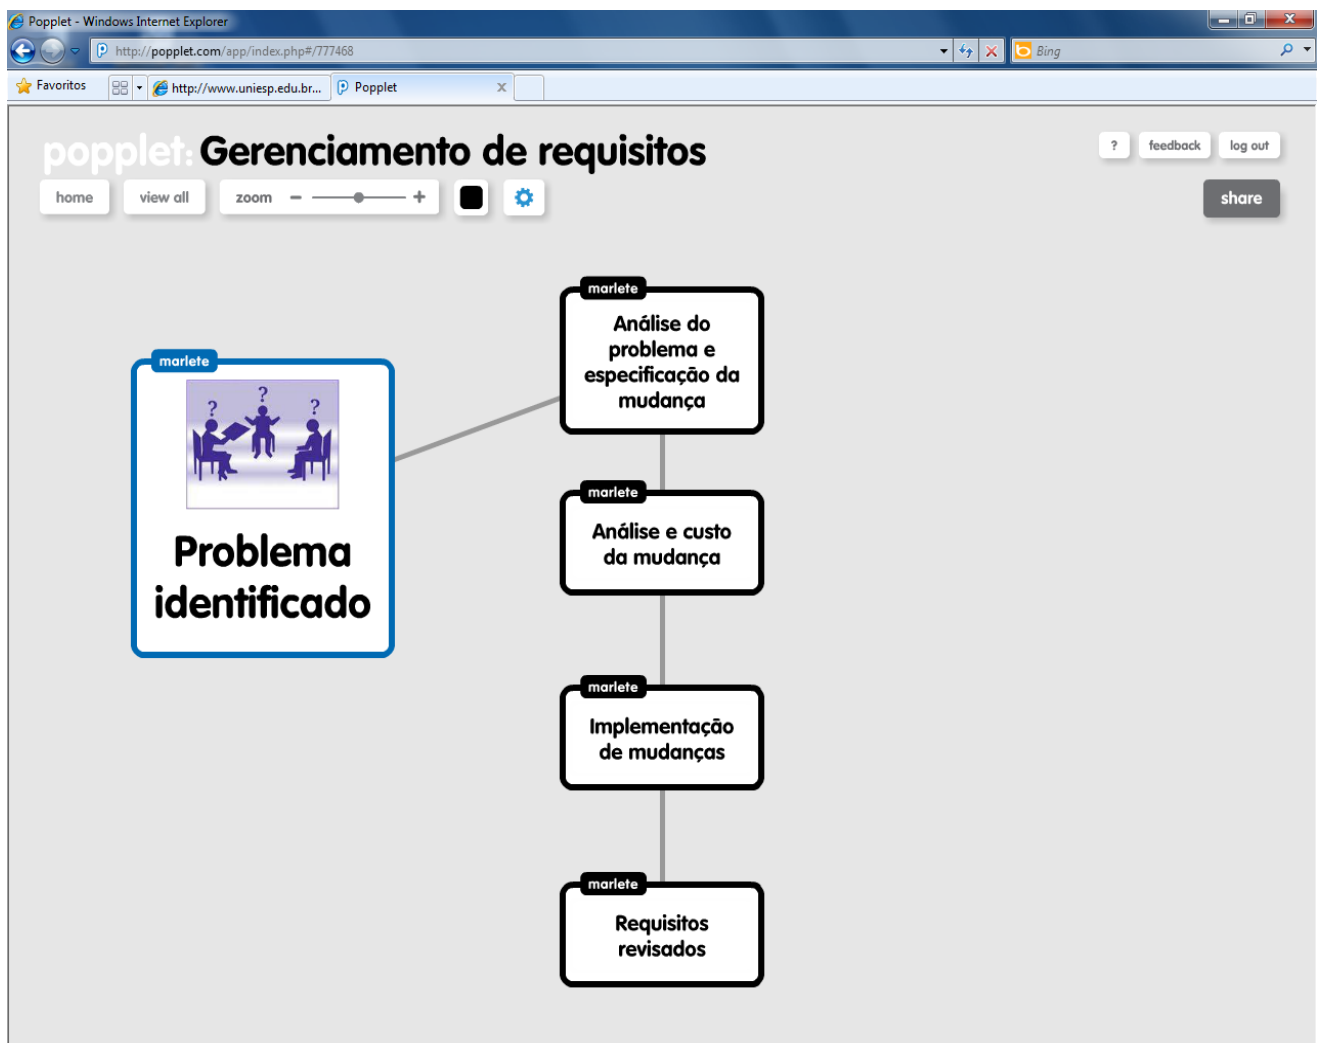 Popplet - Windows Internet Explorer
http://popplet.com/app/index.php#/777468
Bing
Favoritos
http://www.uniesp.edu.br...
Popplet
popplet: Gerenciamento de requisitos
? feedback log out
home view all zoom - +
share
marlete
Análise do
problema e
especificação da
mudança
marlete
? ? ?
Problema
identificado
marlete
Análise e custo
da mudança
marlete
Implementação
de mudanças
marlete
Requisitos
revisados